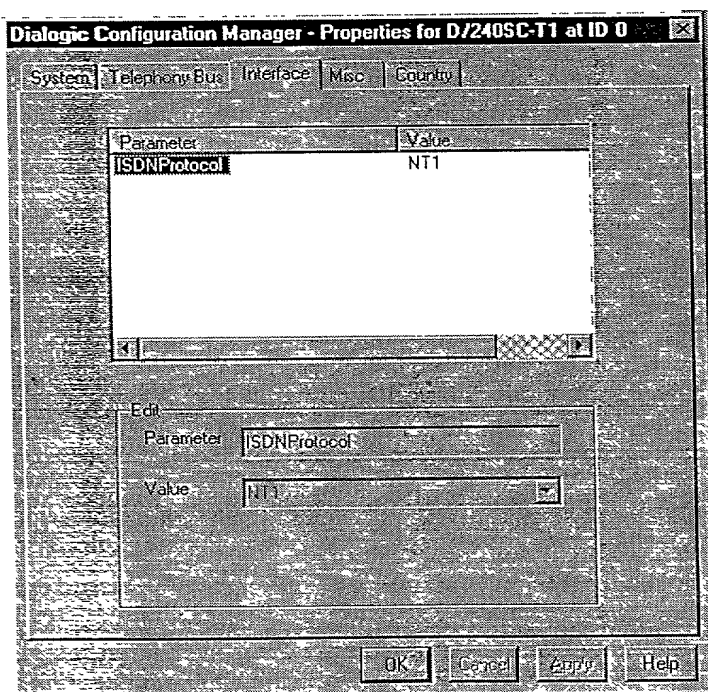 Dialogic Configuration Manager - Properties for D/240SC-T1 at ID 0
System Telephony Bus Interface Misc Country
Parameter Value
ISDNProtocol NT1
Edit
Parameter ISDNProtocol
Value NT1
OK Cancel Apply Help